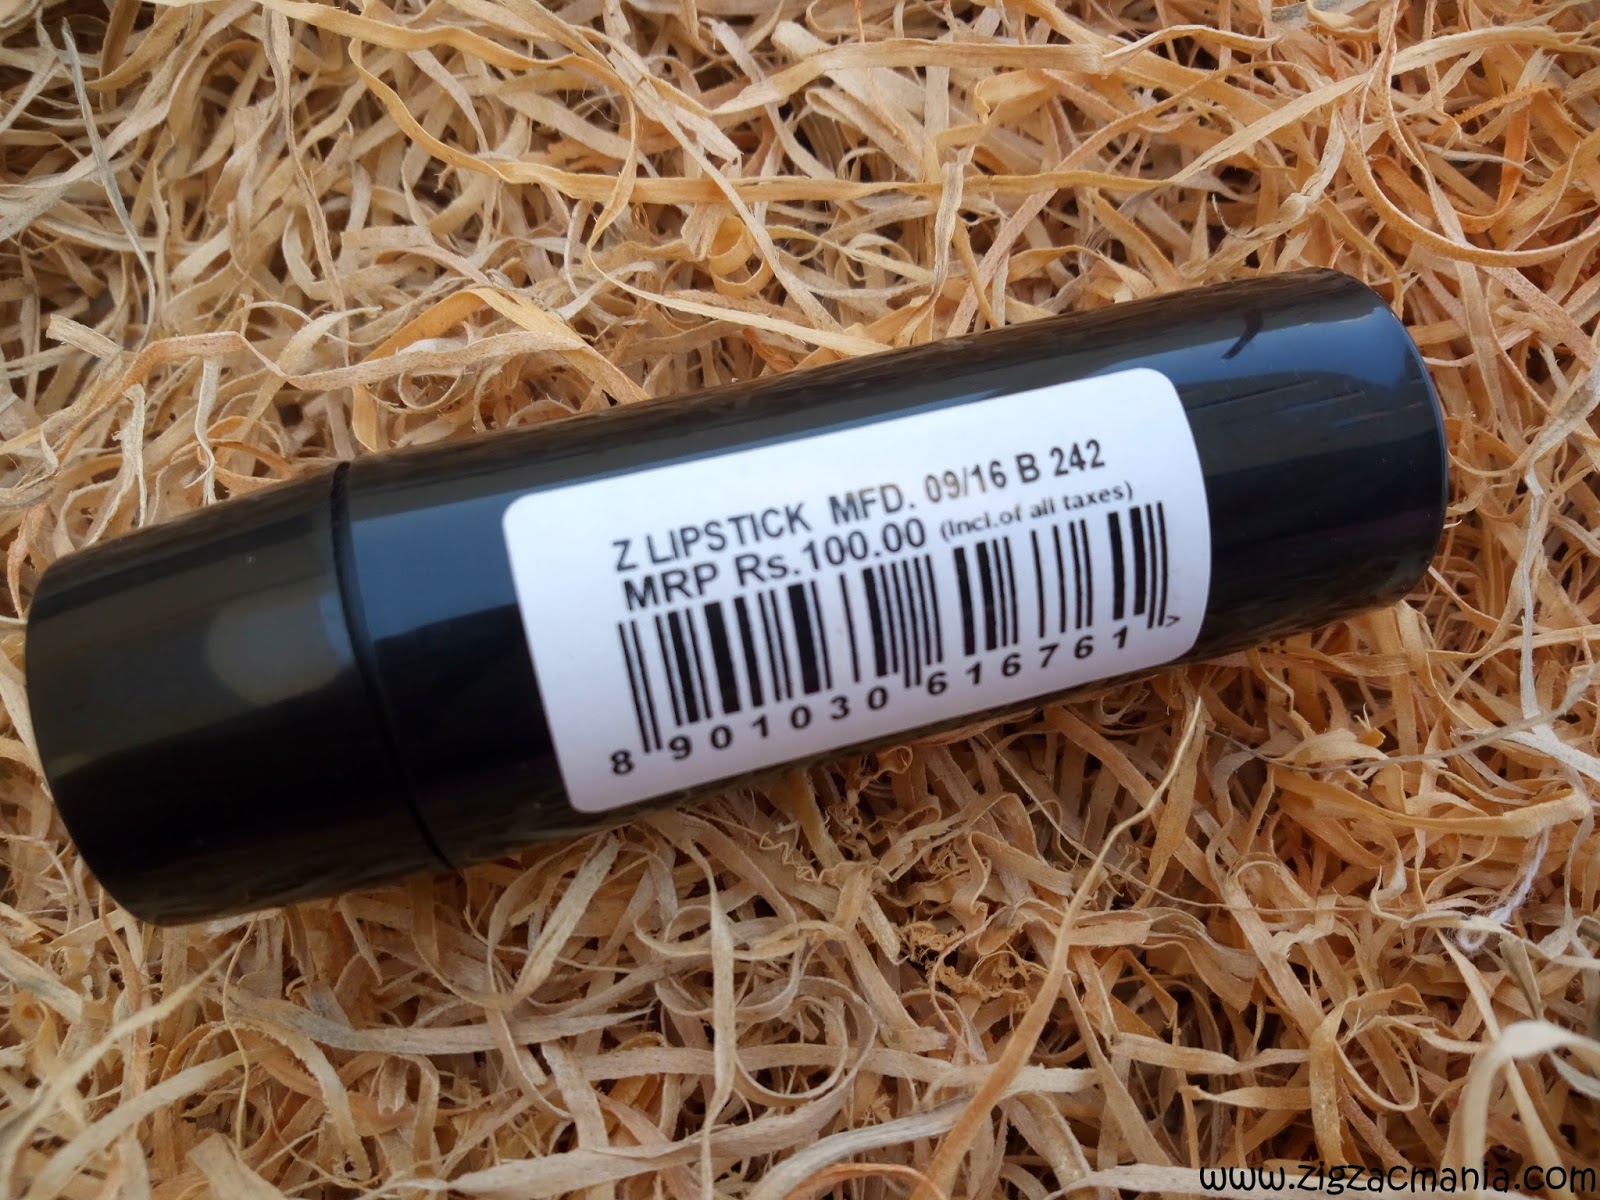 Z LIPSTICK MFD. 09/16 B 242
MRP Rs.100.00 (Incl.of all taxes)
8 901030 616761 >
www.zigzacmania.com